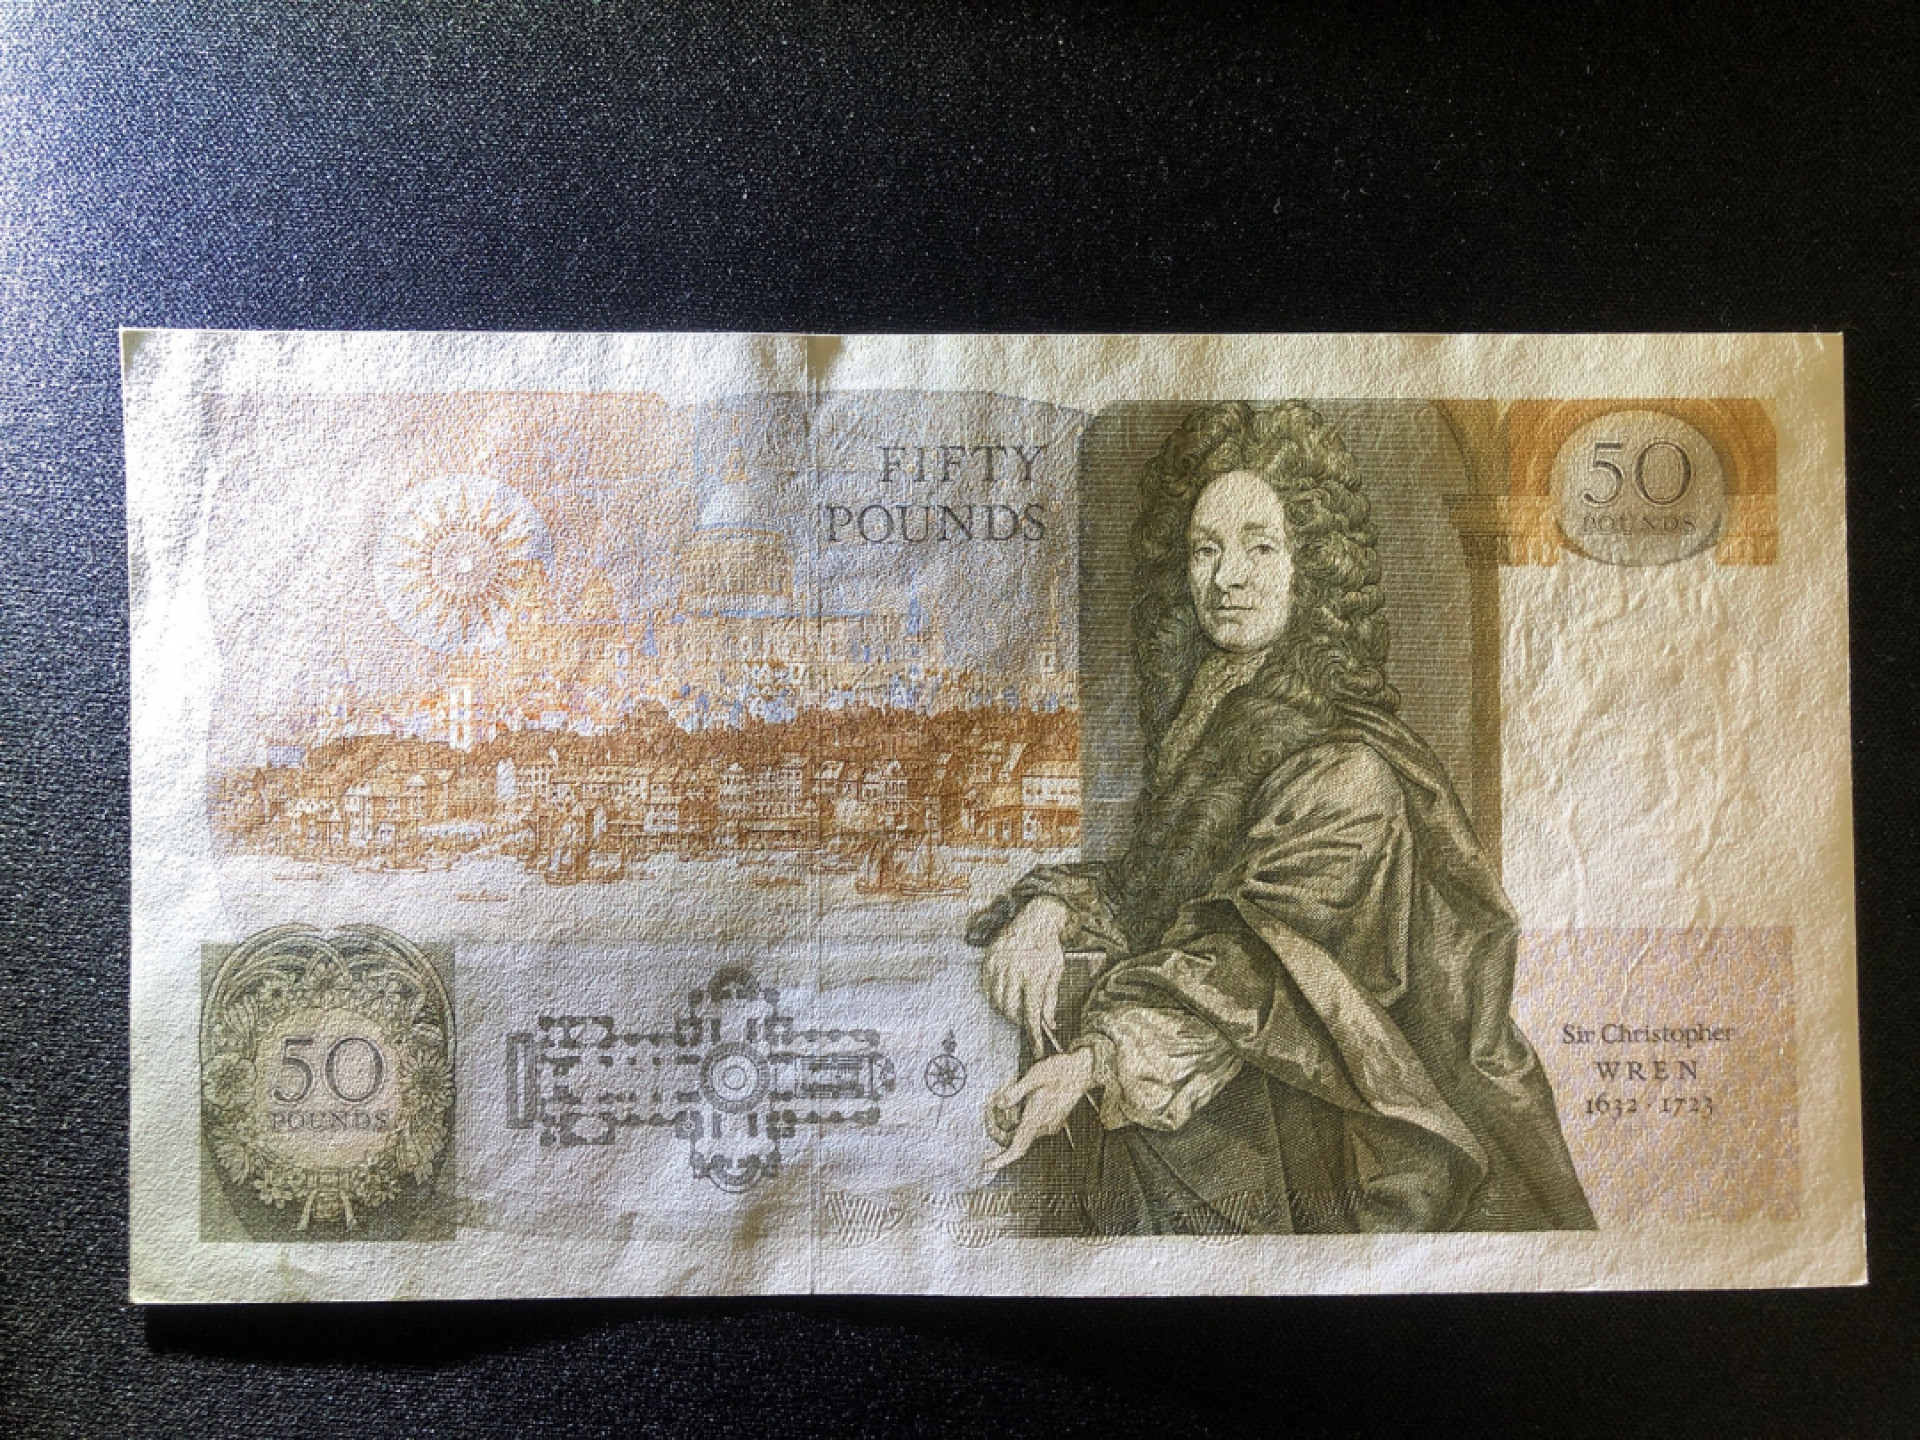 FIFTY
POUNDS
50
POUNDS
50
POUNDS
Sir Christopher
WREN
1632 · 1723